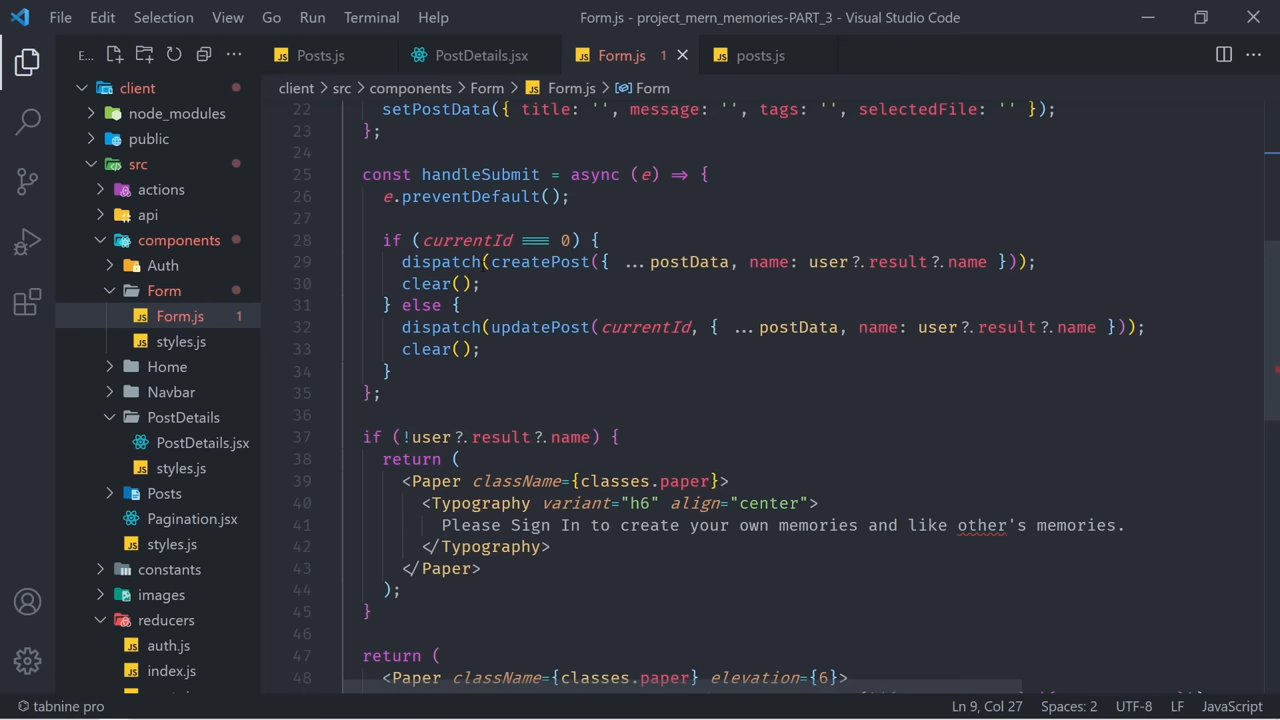 File Edit Selection View Go Run Terminal Help Form.js - project_mern_memories-PART_3 - Visual Studio Code
E... Posts.js PostDetails.jsx Form.js 1 posts.js
client > src > components > Form > Form.js > Form
client
node_modules
public
src
actions
api
components
Auth
Form
Form.js 1
styles.js
Home
Navbar
PostDetails
PostDetails.jsx
styles.js
Posts
Pagination.jsx
styles.js
constants
images
reducers
auth.js
index.js
22 setPostData({ title: '', message: '', tags: '', selectedFile: '' });
23 };
24
25 const handleSubmit = async (e) => {
26 e.preventDefault();
27
28 if (currentId === 0) {
29 dispatch(createPost({ ...postData, name: user?.result?.name }));
30 clear();
31 } else {
32 dispatch(updatePost(currentId, { ...postData, name: user?.result?.name }));
33 clear();
34 }
35 };
36
37 if (!user?.result?.name) {
38 return (
39 <Paper className={classes.paper}>
40 <Typography variant="h6" align="center">
41 Please Sign In to create your own memories and like other's memories.
42 </Typography>
43 </Paper>
44 );
45 }
46
47 return (
48 <Paper className={classes.paper} elevation={6}>
tabnine pro Ln 9, Col 27 Spaces: 2 UTF-8 LF JavaScript